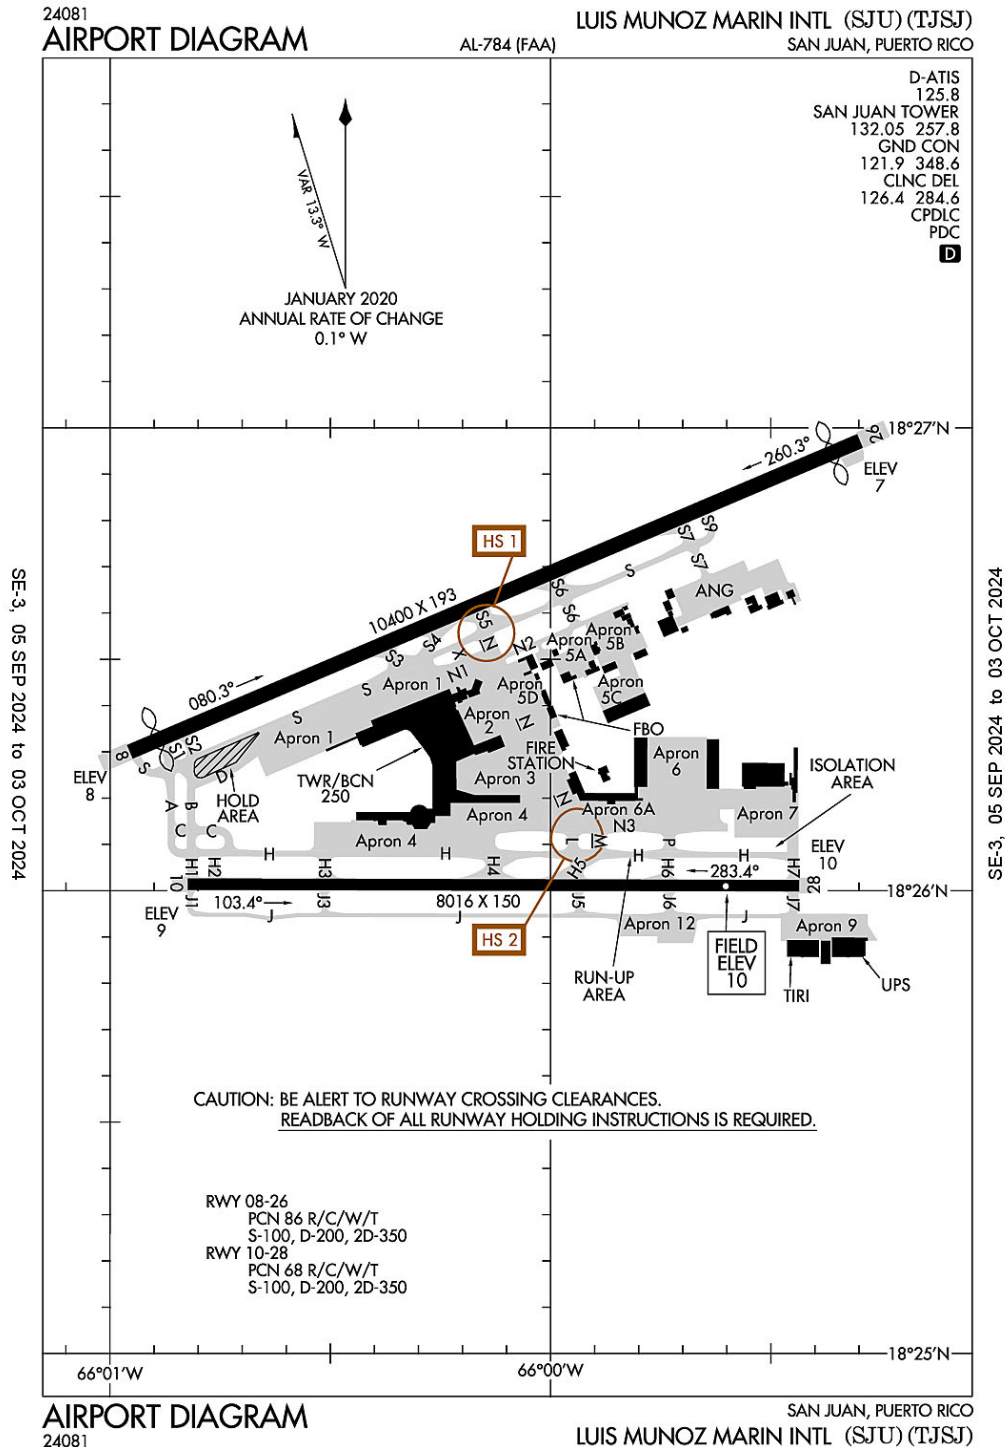 24081
AIRPORT DIAGRAM
AL-784 (FAA)
LUIS MUNOZ MARIN INTL (SJU) (TJSJ)
SAN JUAN, PUERTO RICO
D-ATIS
125.8
SAN JUAN TOWER
132.05 257.8
GND CON
121.9 348.6
CLNC DEL
126.4 284.6
CPDLC
PDC
D
VAR 13.3° W
JANUARY 2020
ANNUAL RATE OF CHANGE
0.1° W
SE-3, 05 SEP 2024 to 03 OCT 2024
SE-3, 05 SEP 2024 to 03 OCT 2024
18°27'N
26
260.3°
ELEV
7
HS 1
S9
S7
S7
S
ANG
10400 X 193
S6
S6
S5
S4
S3
N1
N2
X
N1
Apron
5A
Apron
5B
Apron
5C
Apron
5D
080.3°
S
S
Apron 1
Apron 1
Apron
2
N1
FBO
FIRE
STATION
Apron
6
ISOLATION
AREA
8
S1
S2
S
ELEV
8
D
HOLD
AREA
TWR/BCN
250
Apron 3
Apron 4
Apron 4
N1
Apron 6A
N3
Apron 7
A
B
C
C
L
M
P
ELEV
10
H
H
H
H
H1
H2
H3
H4
H5
H6
H7
283.4°
10
28
18°26'N
103.4°
8016 X 150
ELEV
9
J1
J3
J5
J6
J7
J
J
J
Apron 12
Apron 9
HS 2
RUN-UP
AREA
FIELD
ELEV
10
TIRI
UPS
CAUTION: BE ALERT TO RUNWAY CROSSING CLEARANCES.
READBACK OF ALL RUNWAY HOLDING INSTRUCTIONS IS REQUIRED.
RWY 08-26
PCN 86 R/C/W/T
S-100, D-200, 2D-350
RWY 10-28
PCN 68 R/C/W/T
S-100, D-200, 2D-350
18°25'N
66°01'W
66°00'W
AIRPORT DIAGRAM
24081
SAN JUAN, PUERTO RICO
LUIS MUNOZ MARIN INTL (SJU) (TJSJ)